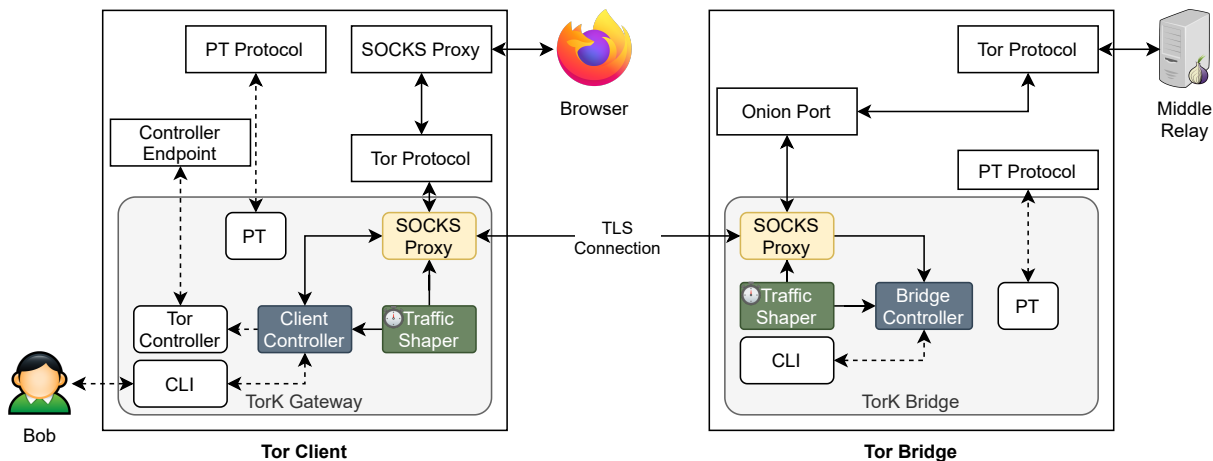 PT Protocol
SOCKS Proxy
Browser
Controller
Endpoint
Tor Protocol
PT
SOCKS
Proxy
Tor
Controller
Client
Controller
Traffic
Shaper
CLI
TorK Gateway
Bob
Tor Client
TLS
Connection
Tor Protocol
Middle
Relay
Onion Port
PT Protocol
SOCKS
Proxy
Traffic
Shaper
Bridge
Controller
PT
CLI
TorK Bridge
Tor Bridge